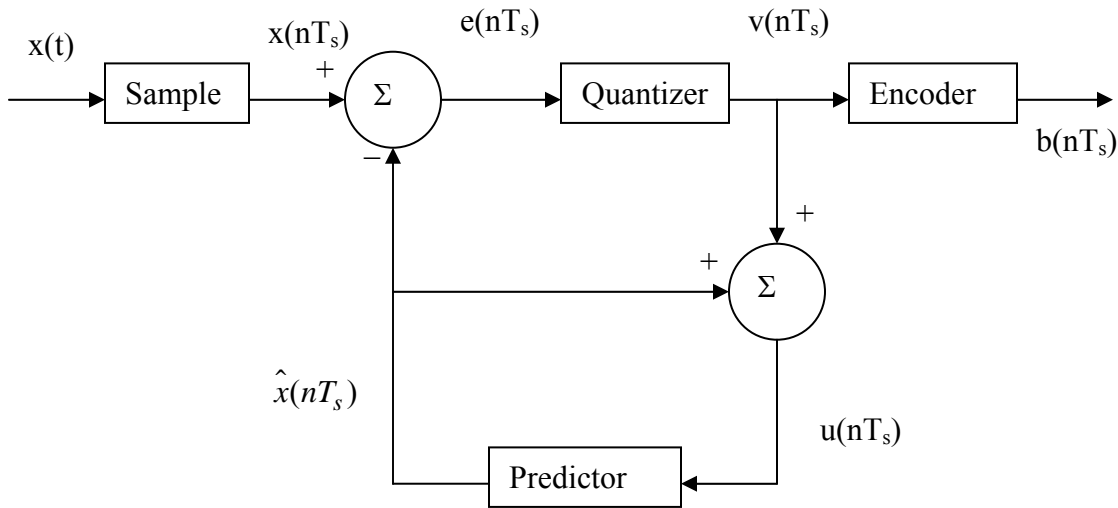 x(t)
x(nTₛ)
e(nTₛ)
v(nTₛ)
Sample
+
Σ
Quantizer
Encoder
−
b(nTₛ)
+
+
Σ
x̂(nTₛ)
u(nTₛ)
Predictor